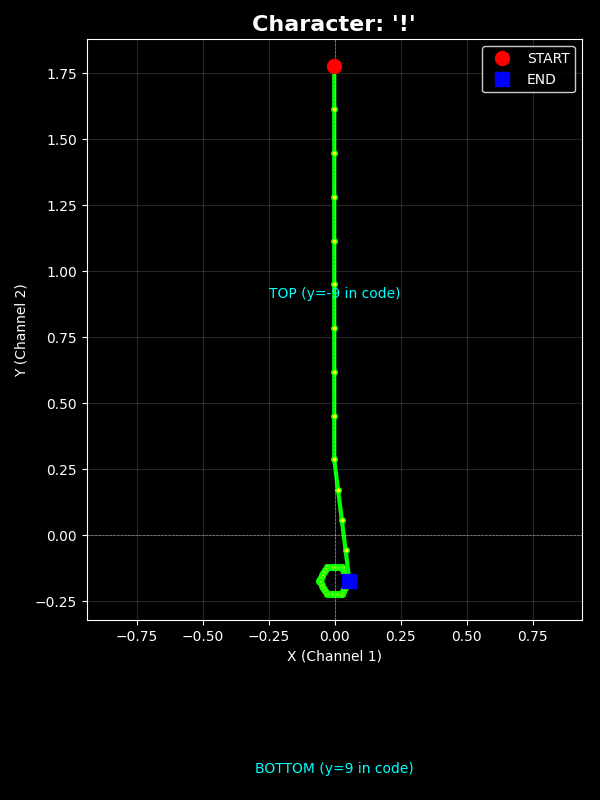 Character: '!'
START
END
1.75
1.50
1.25
1.00
TOP (y=-9 in code)
0.75
0.50
0.25
0.00
−0.25
Y (Channel 2)
−0.75 −0.50 −0.25 0.00 0.25 0.50 0.75
X (Channel 1)
BOTTOM (y=9 in code)